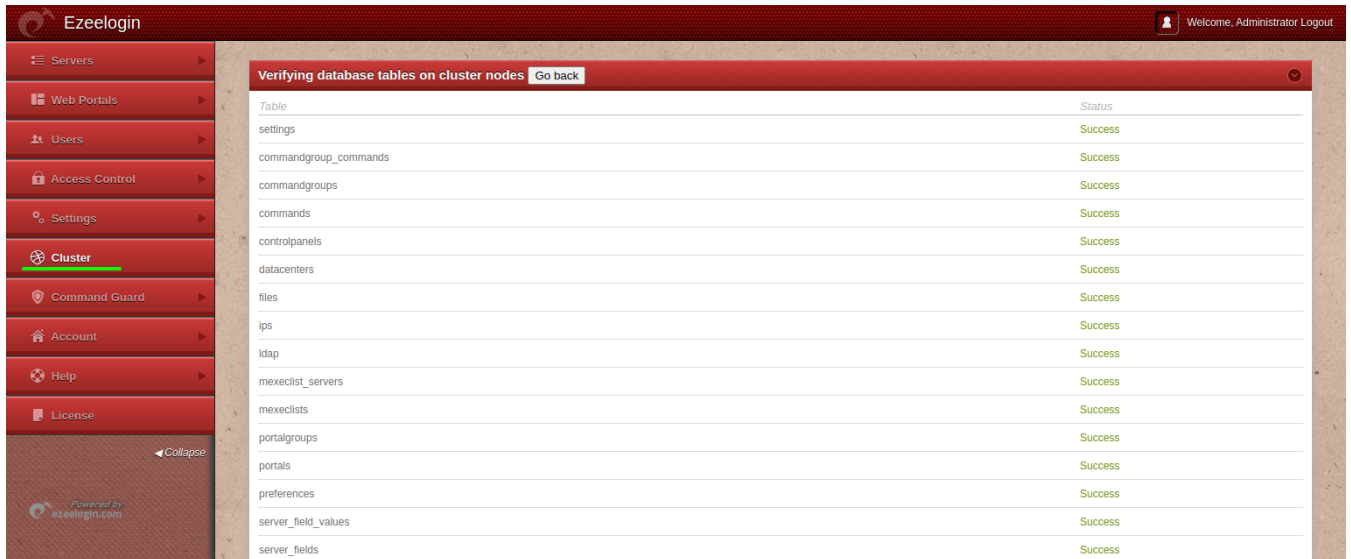 Ezeelogin
Welcome, Administrator Logout
Servers
Web Portals
Users
Access Control
Settings
Cluster
Command Guard
Account
Help
License
Collapse
Powered by
ezeelogin.com
Verifying database tables on cluster nodes Go back
Table Status
settings Success
commandgroup_commands Success
commandgroups Success
commands Success
controlpanels Success
datacenters Success
files Success
ips Success
ldap Success
mexeclist_servers Success
mexeclists Success
portalgroups Success
portals Success
preferences Success
server_field_values Success
server_fields Success